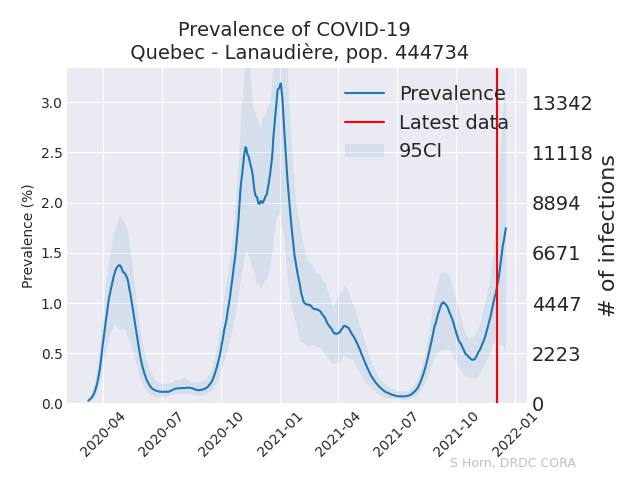 Prevalence of COVID-19
Quebec - Lanaudière, pop. 444734
Prevalence
Latest data
95CI
Prevalence (%)
3.0
2.5
2.0
1.5
1.0
0.5
0.0
13342
11118
8894
6671
4447
2223
0
# of infections
2020-04
2020-07
2020-10
2021-01
2021-04
2021-07
2021-10
2022-01
S Horn, DRDC CORA